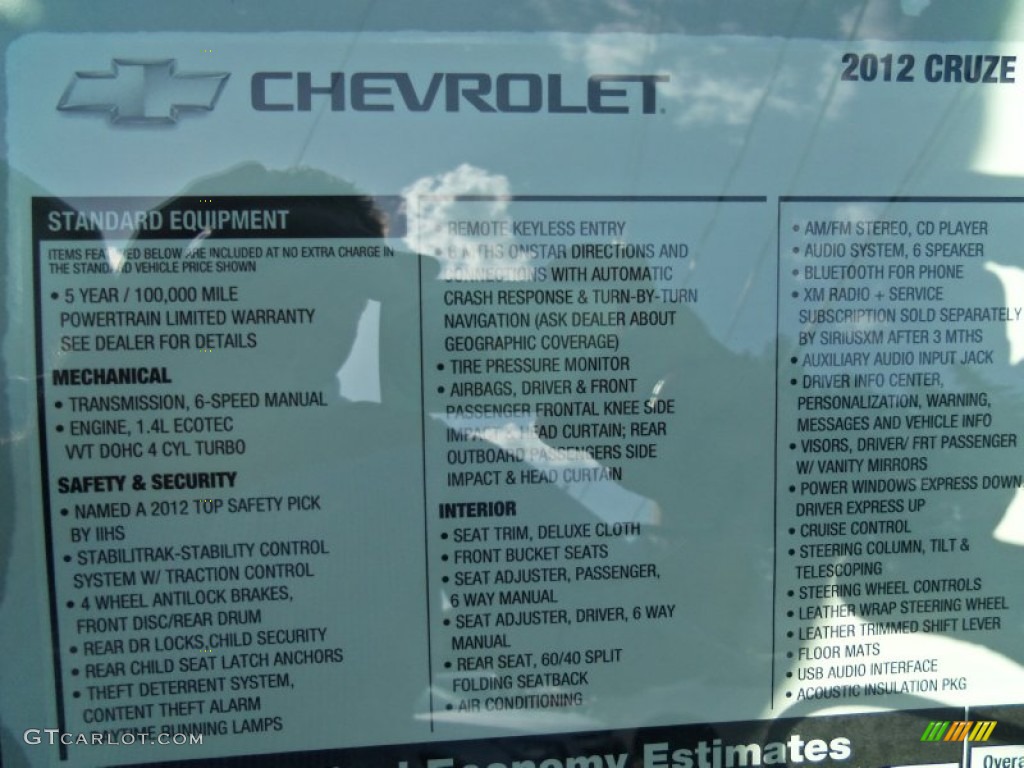 CHEVROLET
2012 CRUZE
STANDARD EQUIPMENT
ITEMS FEATURED BELOW ARE INCLUDED AT NO EXTRA CHARGE IN
THE STANDARD VEHICLE PRICE SHOWN
• 5 YEAR / 100,000 MILE
POWERTRAIN LIMITED WARRANTY
SEE DEALER FOR DETAILS
MECHANICAL
• TRANSMISSION, 6-SPEED MANUAL
• ENGINE, 1.4L ECOTEC
VVT DOHC 4 CYL TURBO
SAFETY & SECURITY
• NAMED A 2012 TOP SAFETY PICK
BY IIHS
• STABILITRAK-STABILITY CONTROL
SYSTEM W/ TRACTION CONTROL
• 4 WHEEL ANTILOCK BRAKES,
FRONT DISC/REAR DRUM
• REAR DR LOCKS,CHILD SECURITY
• REAR CHILD SEAT LATCH ANCHORS
• THEFT DETERRENT SYSTEM,
CONTENT THEFT ALARM
• DAYTIME RUNNING LAMPS
• REMOTE KEYLESS ENTRY
• 6 MTHS ONSTAR DIRECTIONS AND
CONNECTIONS WITH AUTOMATIC
CRASH RESPONSE & TURN-BY-TURN
NAVIGATION (ASK DEALER ABOUT
GEOGRAPHIC COVERAGE)
• TIRE PRESSURE MONITOR
• AIRBAGS, DRIVER & FRONT
PASSENGER FRONTAL KNEE SIDE
IMPACT & HEAD CURTAIN; REAR
OUTBOARD PASSENGERS SIDE
IMPACT & HEAD CURTAIN
INTERIOR
• SEAT TRIM, DELUXE CLOTH
• FRONT BUCKET SEATS
• SEAT ADJUSTER, PASSENGER,
6 WAY MANUAL
• SEAT ADJUSTER, DRIVER, 6 WAY
MANUAL
• REAR SEAT, 60/40 SPLIT
FOLDING SEATBACK
• AIR CONDITIONING
• AM/FM STEREO, CD PLAYER
• AUDIO SYSTEM, 6 SPEAKER
• BLUETOOTH FOR PHONE
• XM RADIO + SERVICE
SUBSCRIPTION SOLD SEPARATELY
BY SIRIUSXM AFTER 3 MTHS
• AUXILIARY AUDIO INPUT JACK
• DRIVER INFO CENTER,
PERSONALIZATION, WARNING,
MESSAGES AND VEHICLE INFO
• VISORS, DRIVER/ FRT PASSENGER
W/ VANITY MIRRORS
• POWER WINDOWS EXPRESS DOWN
DRIVER EXPRESS UP
• CRUISE CONTROL
• STEERING COLUMN, TILT &
TELESCOPING
• STEERING WHEEL CONTROLS
• LEATHER WRAP STEERING WHEEL
• LEATHER TRIMMED SHIFT LEVER
• FLOOR MATS
• USB AUDIO INTERFACE
• ACOUSTIC INSULATION PKG
Economy Estimates
Overa
GTCARLOT.COM